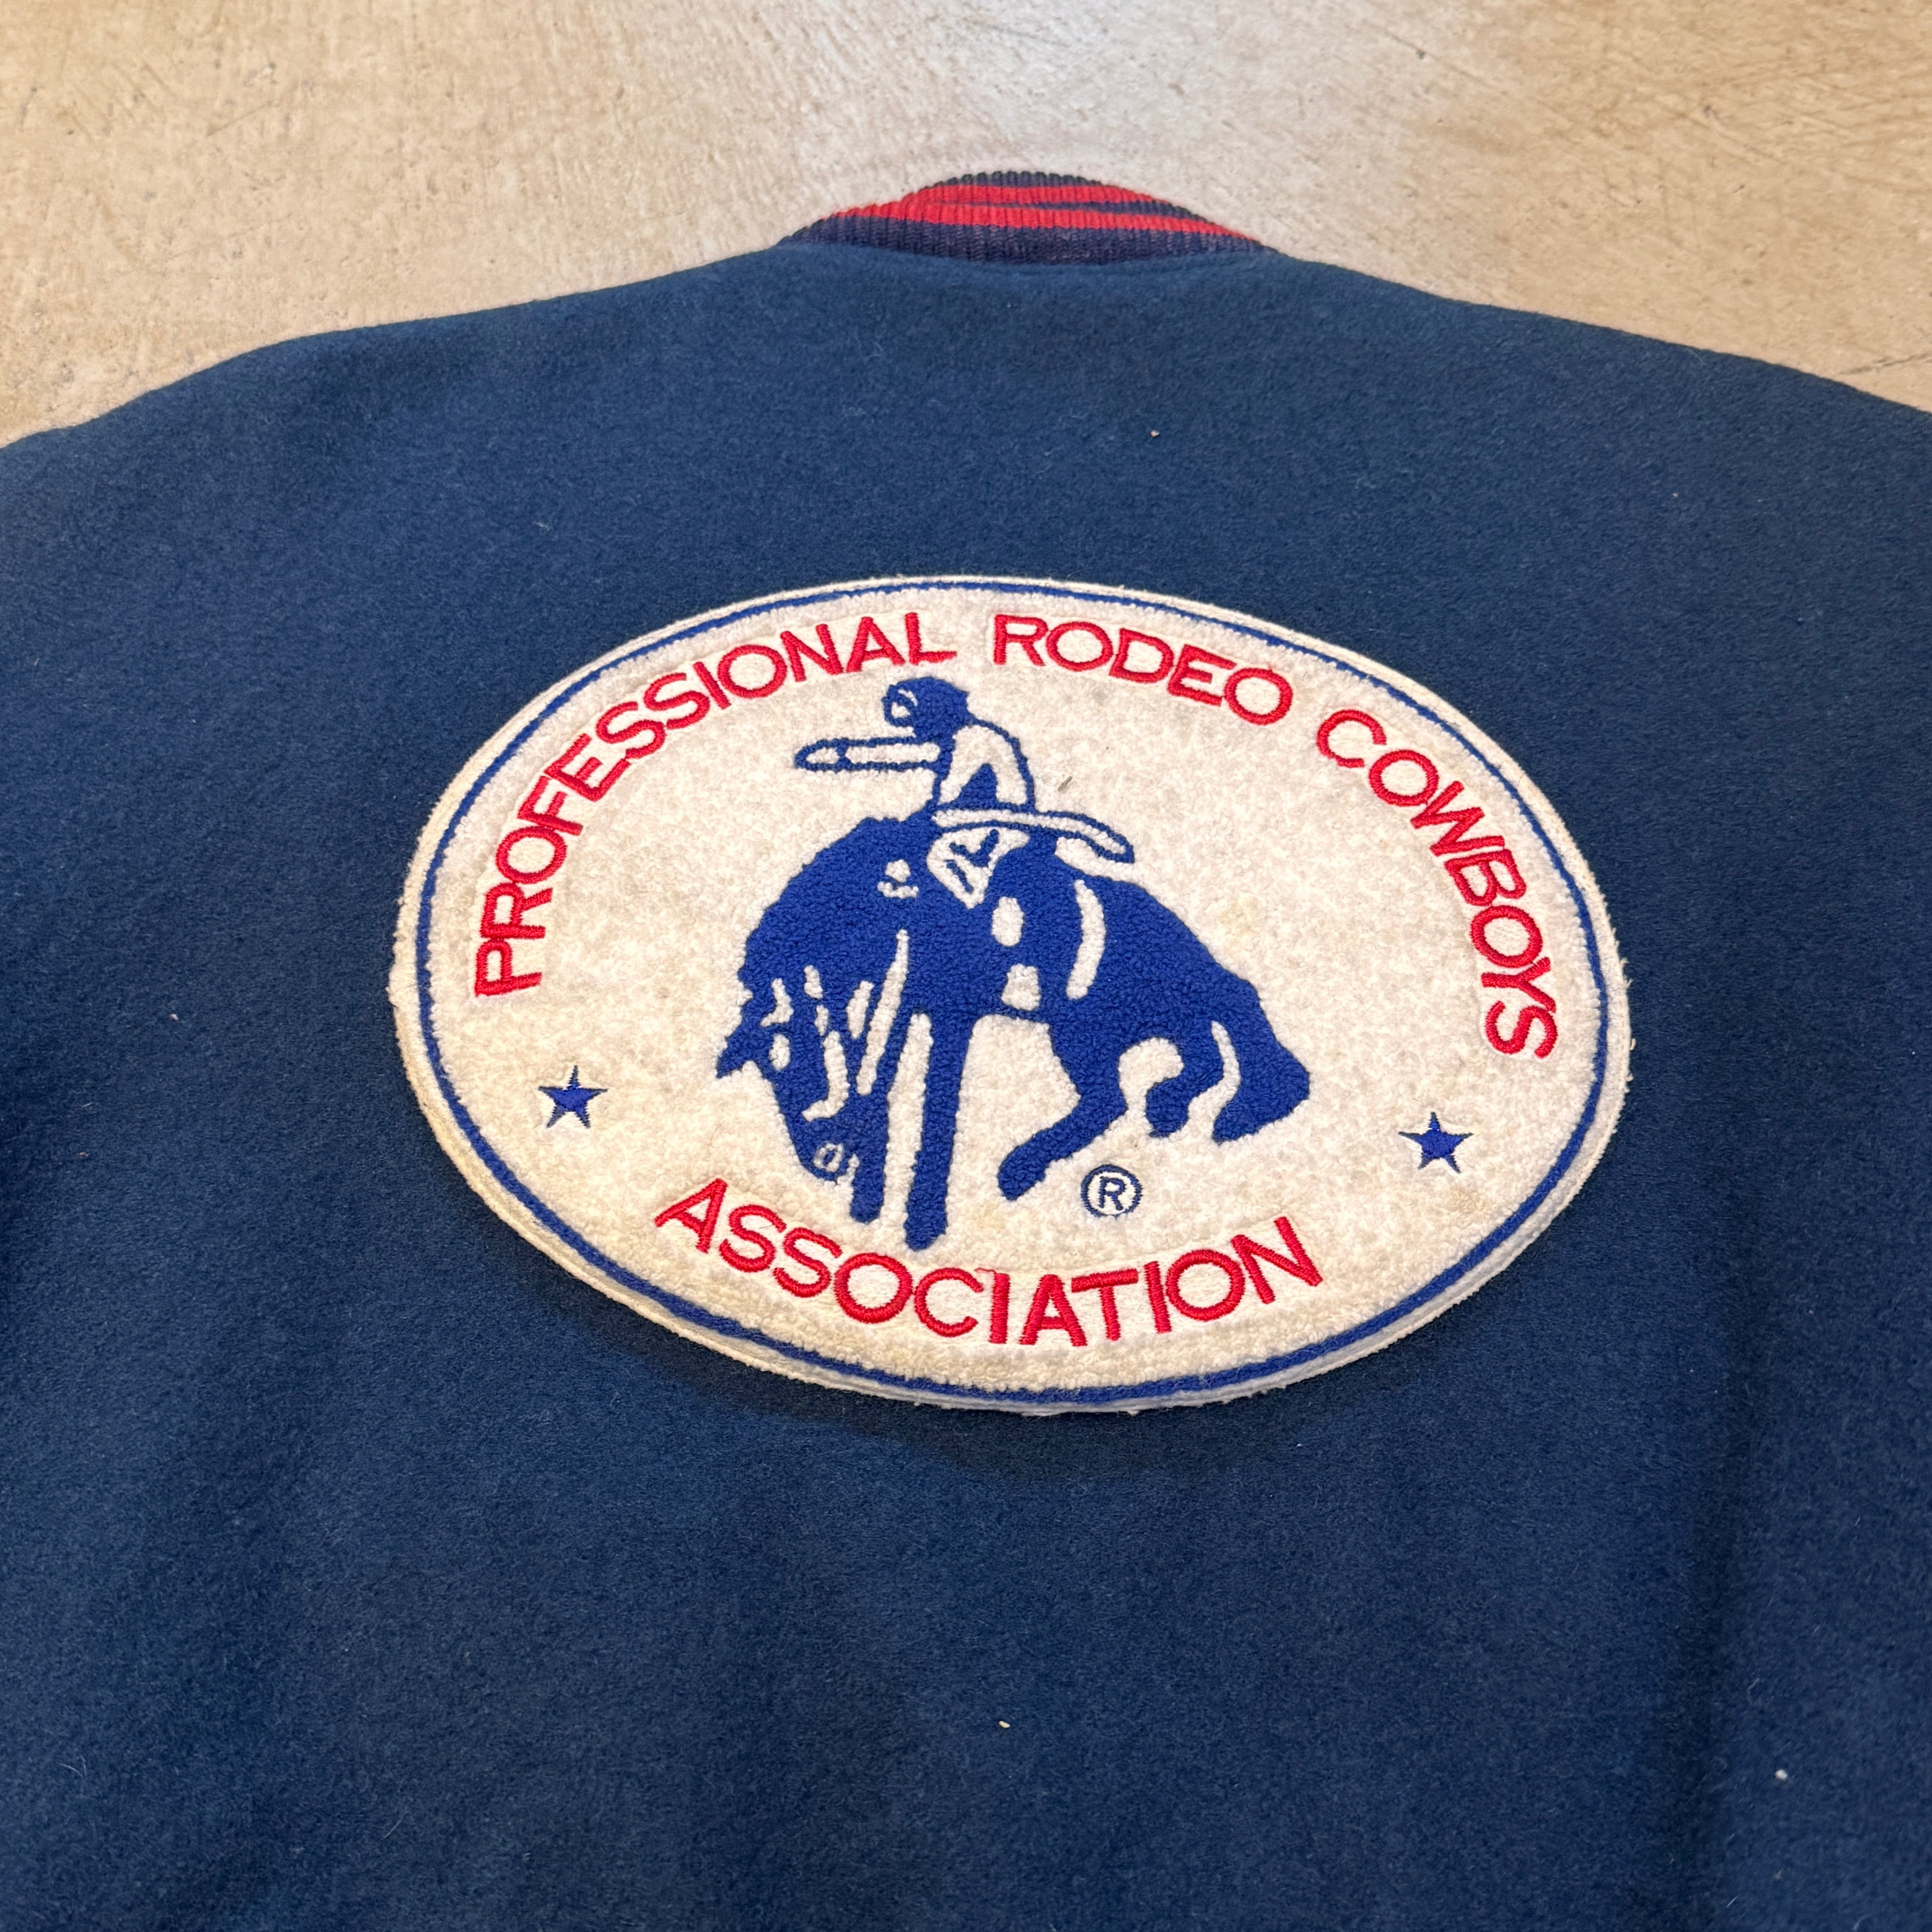 PROFESSIONAL RODEO COWBOYS
®
ASSOCIATION